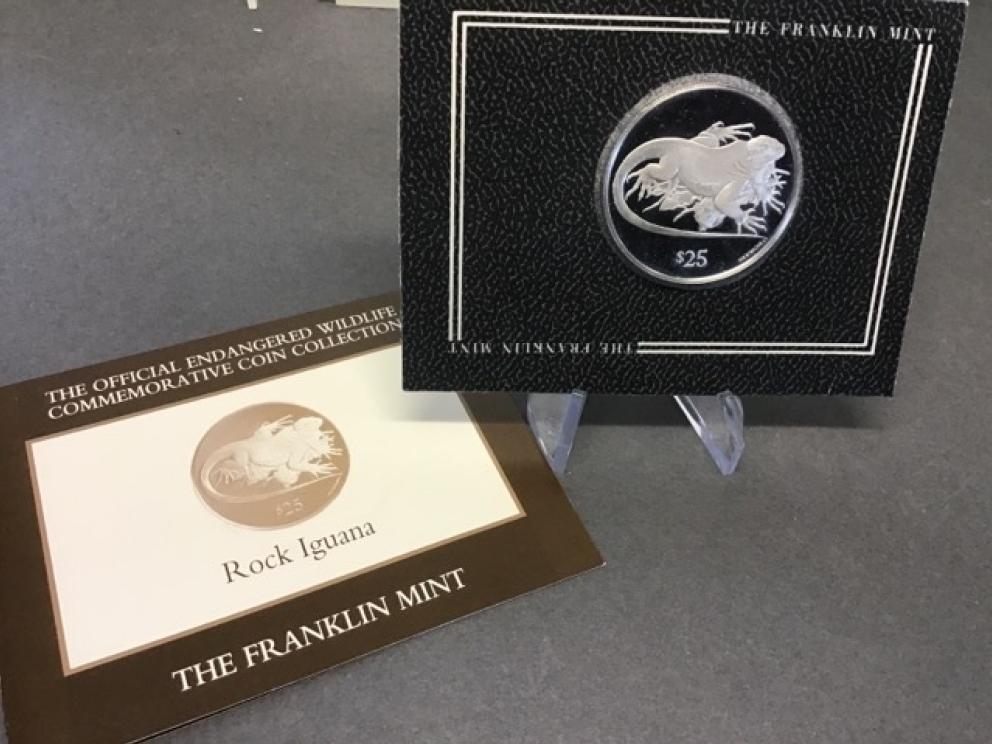 THE FRANKLIN MINT
$25
THE FRANKLIN MINT
THE OFFICIAL ENDANGERED WILDLIFE
COMMEMORATIVE COIN COLLECTION
$25
Rock Iguana
THE FRANKLIN MINT